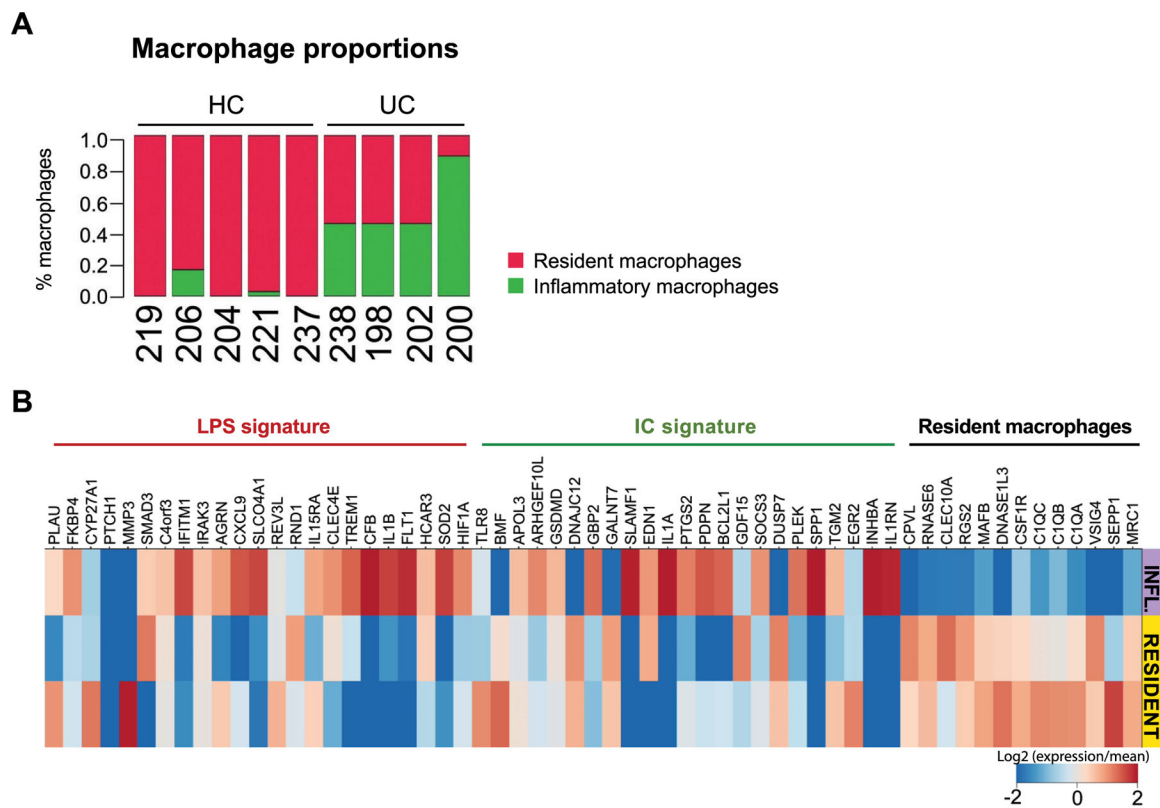 A
Macrophage proportions
HC UC
% macrophages
1.0
0.8
0.6
0.4
0.2
0.0
219 206 204 221 237 238 198 202 200
Resident macrophages
Inflammatory macrophages
B
LPS signature IC signature Resident macrophages
PLAU FKBP4 CYP27A1 PTCH1 MMP3 SMAD3 C4orf3 IFITM1 IRAK3 AGRN CXCL9 SLCO4A1 REV3L RND1 IL15RA CLEC4E TREM1 CFB IL1B FLT1 HCAR3 SOD2 HIF1A TLR8 BMF APOL3 ARHGEF10L GSDMD DNAJC12 GBP2 GALNT7 SLAMF1 EDN1 IL1A PTGS2 PDPN BCL2L1 GDF15 SOCS3 DUSP7 PLEK SPP1 TGM2 EGR2 INHBA IL1RN CPVL RNASE6 CLEC10A RGS2 MAFB DNASE1L3 CSF1R C1QC C1QB C1QA VSIG4 SEPP1 MRC1
INFL.
RESIDENT
Log2 (expression/mean)
-2 0 2